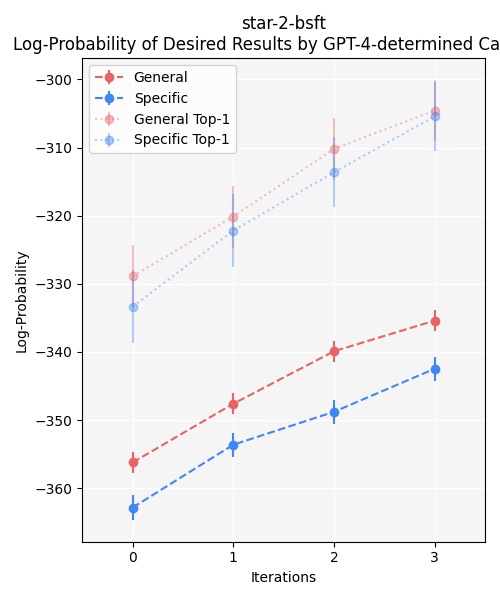 star-2-bsft
Log-Probability of Desired Results by GPT-4-determined Ca
General
Specific
General Top-1
Specific Top-1
−300
−310
−320
−330
−340
−350
−360
Log-Probability
0 1 2 3
Iterations